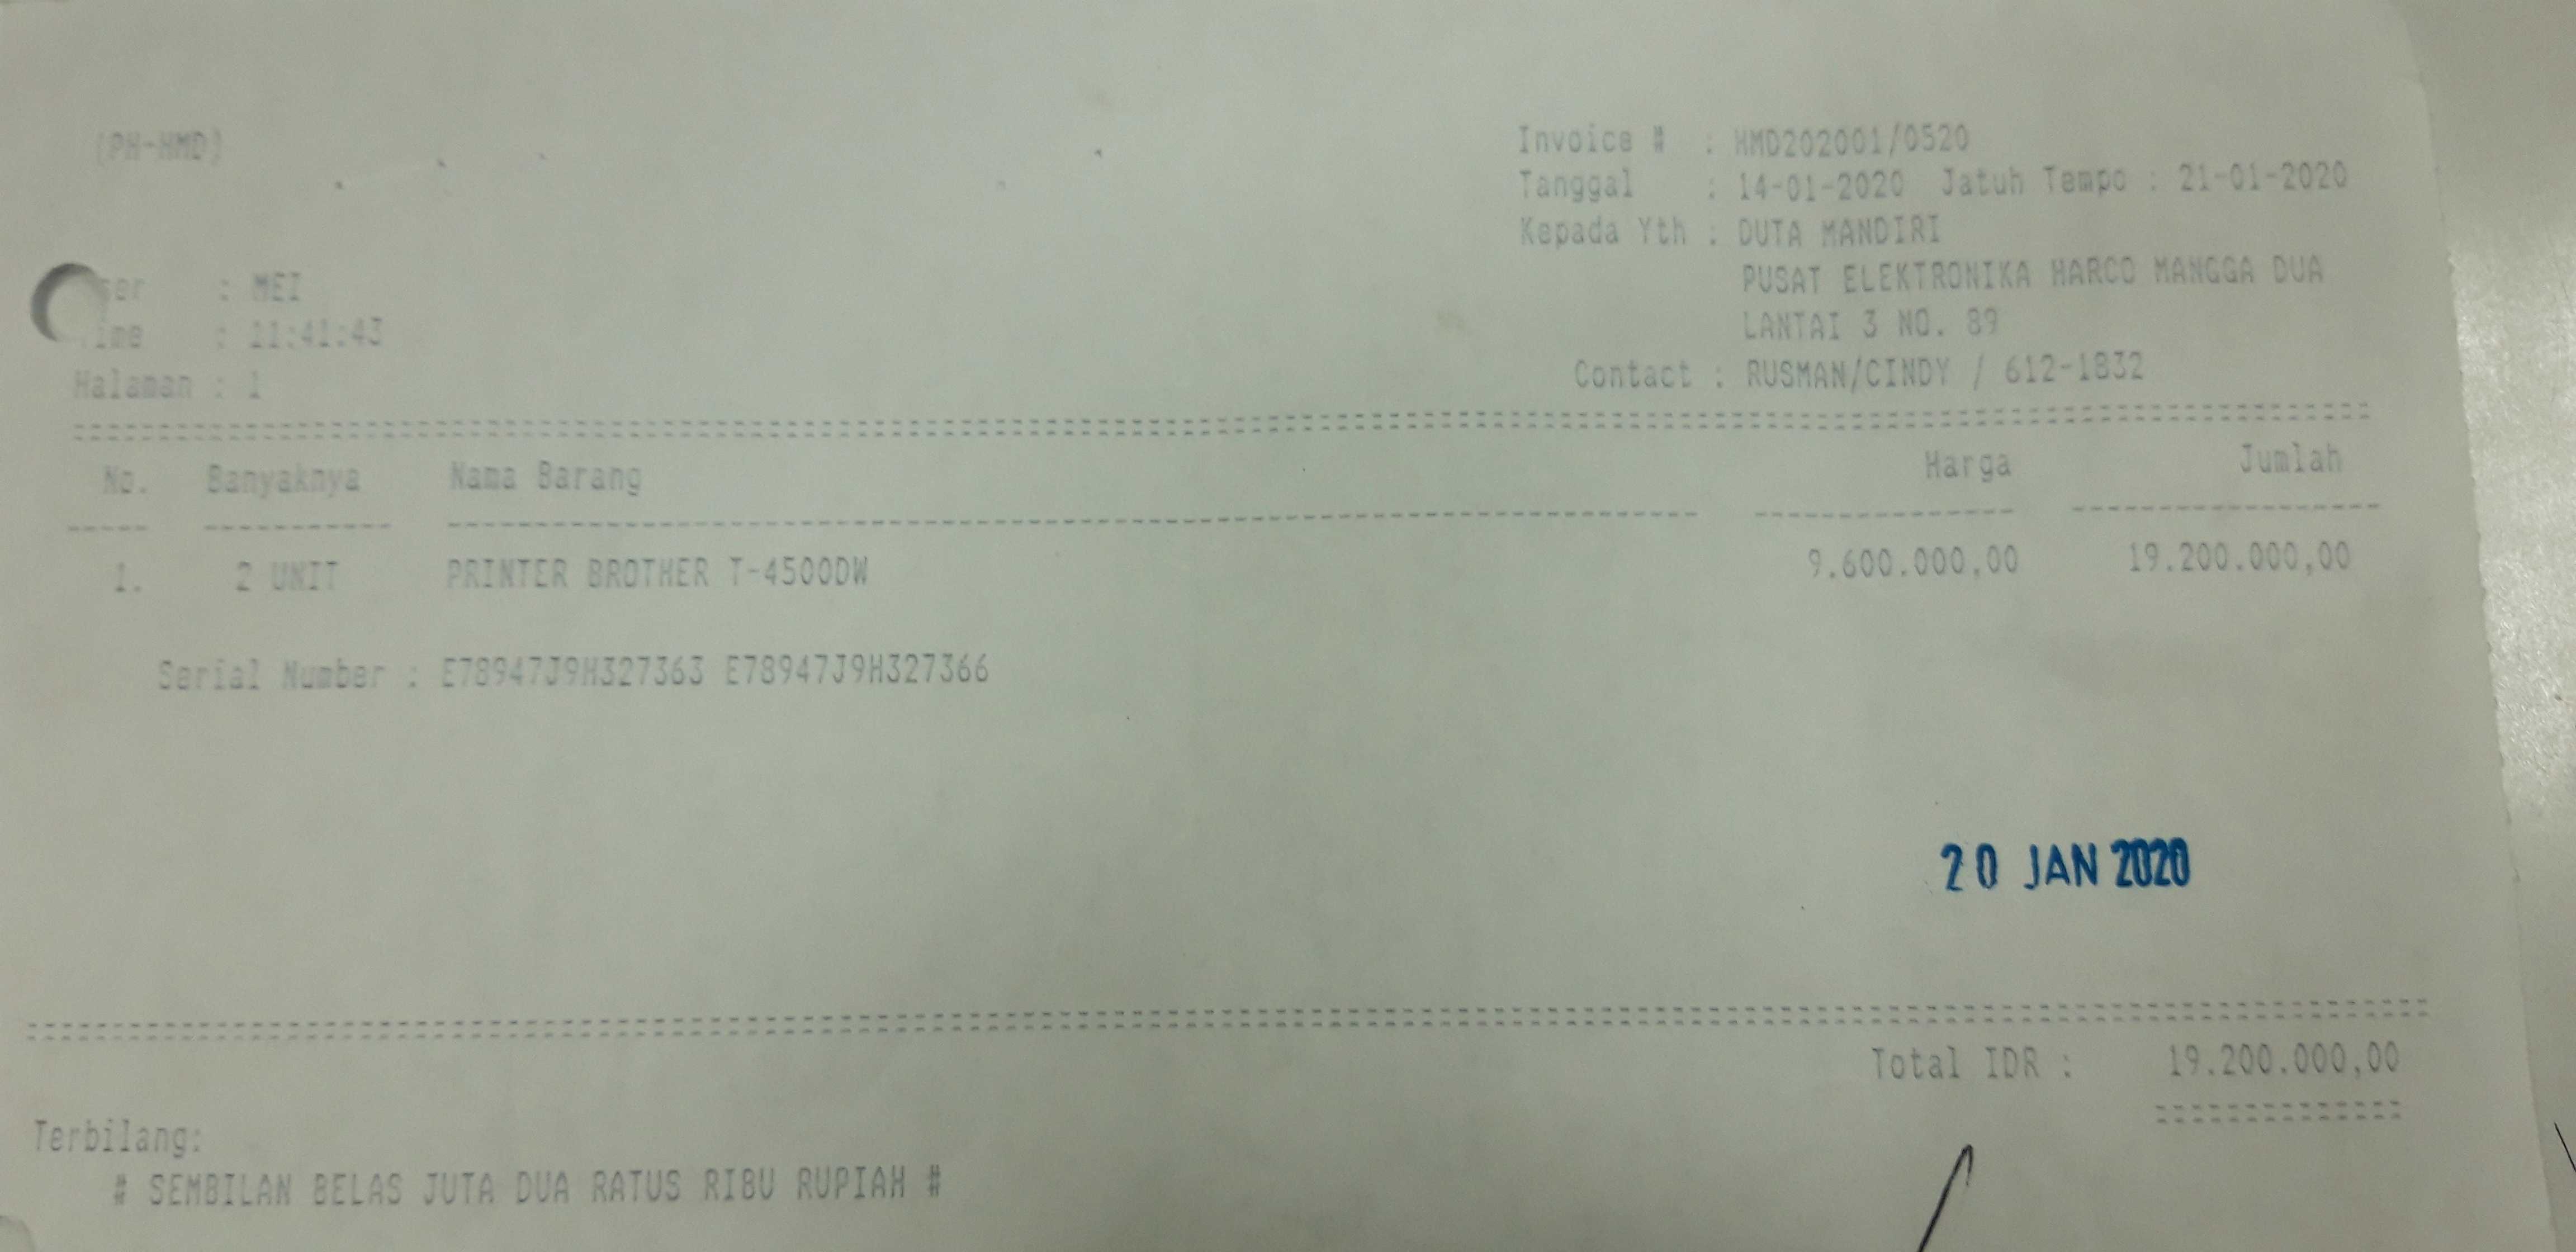 (PH-HMD)
Invoice # : HMD202001/0520
Tanggal : 14-01-2020 Jatuh Tempo : 21-01-2020
Kepada Yth : DUTA MANDIRI
PUSAT ELEKTRONIKA HARCO MANGGA DUA
LANTAI 3 NO. 89
Contact : RUSMAN/CINDY / 612-1832
ser : MEI
ime : 11:41:43
Halaman : 1
No. Banyaknya Nama Barang Harga Jumlah
1. 2 UNIT PRINTER BROTHER T-4500DW 9.600.000,00 19.200.000,00
Serial Number : E78947J9H327363 E78947J9H327366
20 JAN 2020
Total IDR : 19.200.000,00
Terbilang:
# SEMBILAN BELAS JUTA DUA RATUS RIBU RUPIAH #